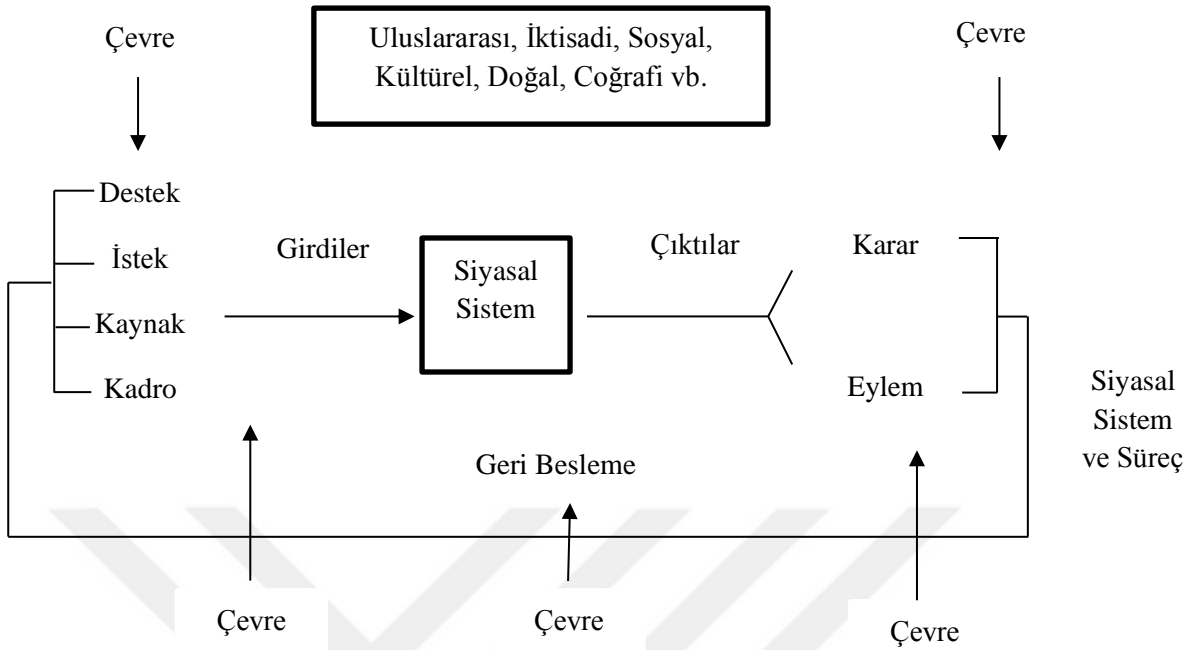 Çevre
Uluslararası, İktisadi, Sosyal,
Kültürel, Doğal, Coğrafi vb.
Çevre
Destek
İstek
Kaynak
Kadro
Girdiler
Siyasal
Sistem
Çıktılar
Karar
Eylem
Siyasal
Sistem
ve Süreç
Geri Besleme
Çevre
Çevre
Çevre